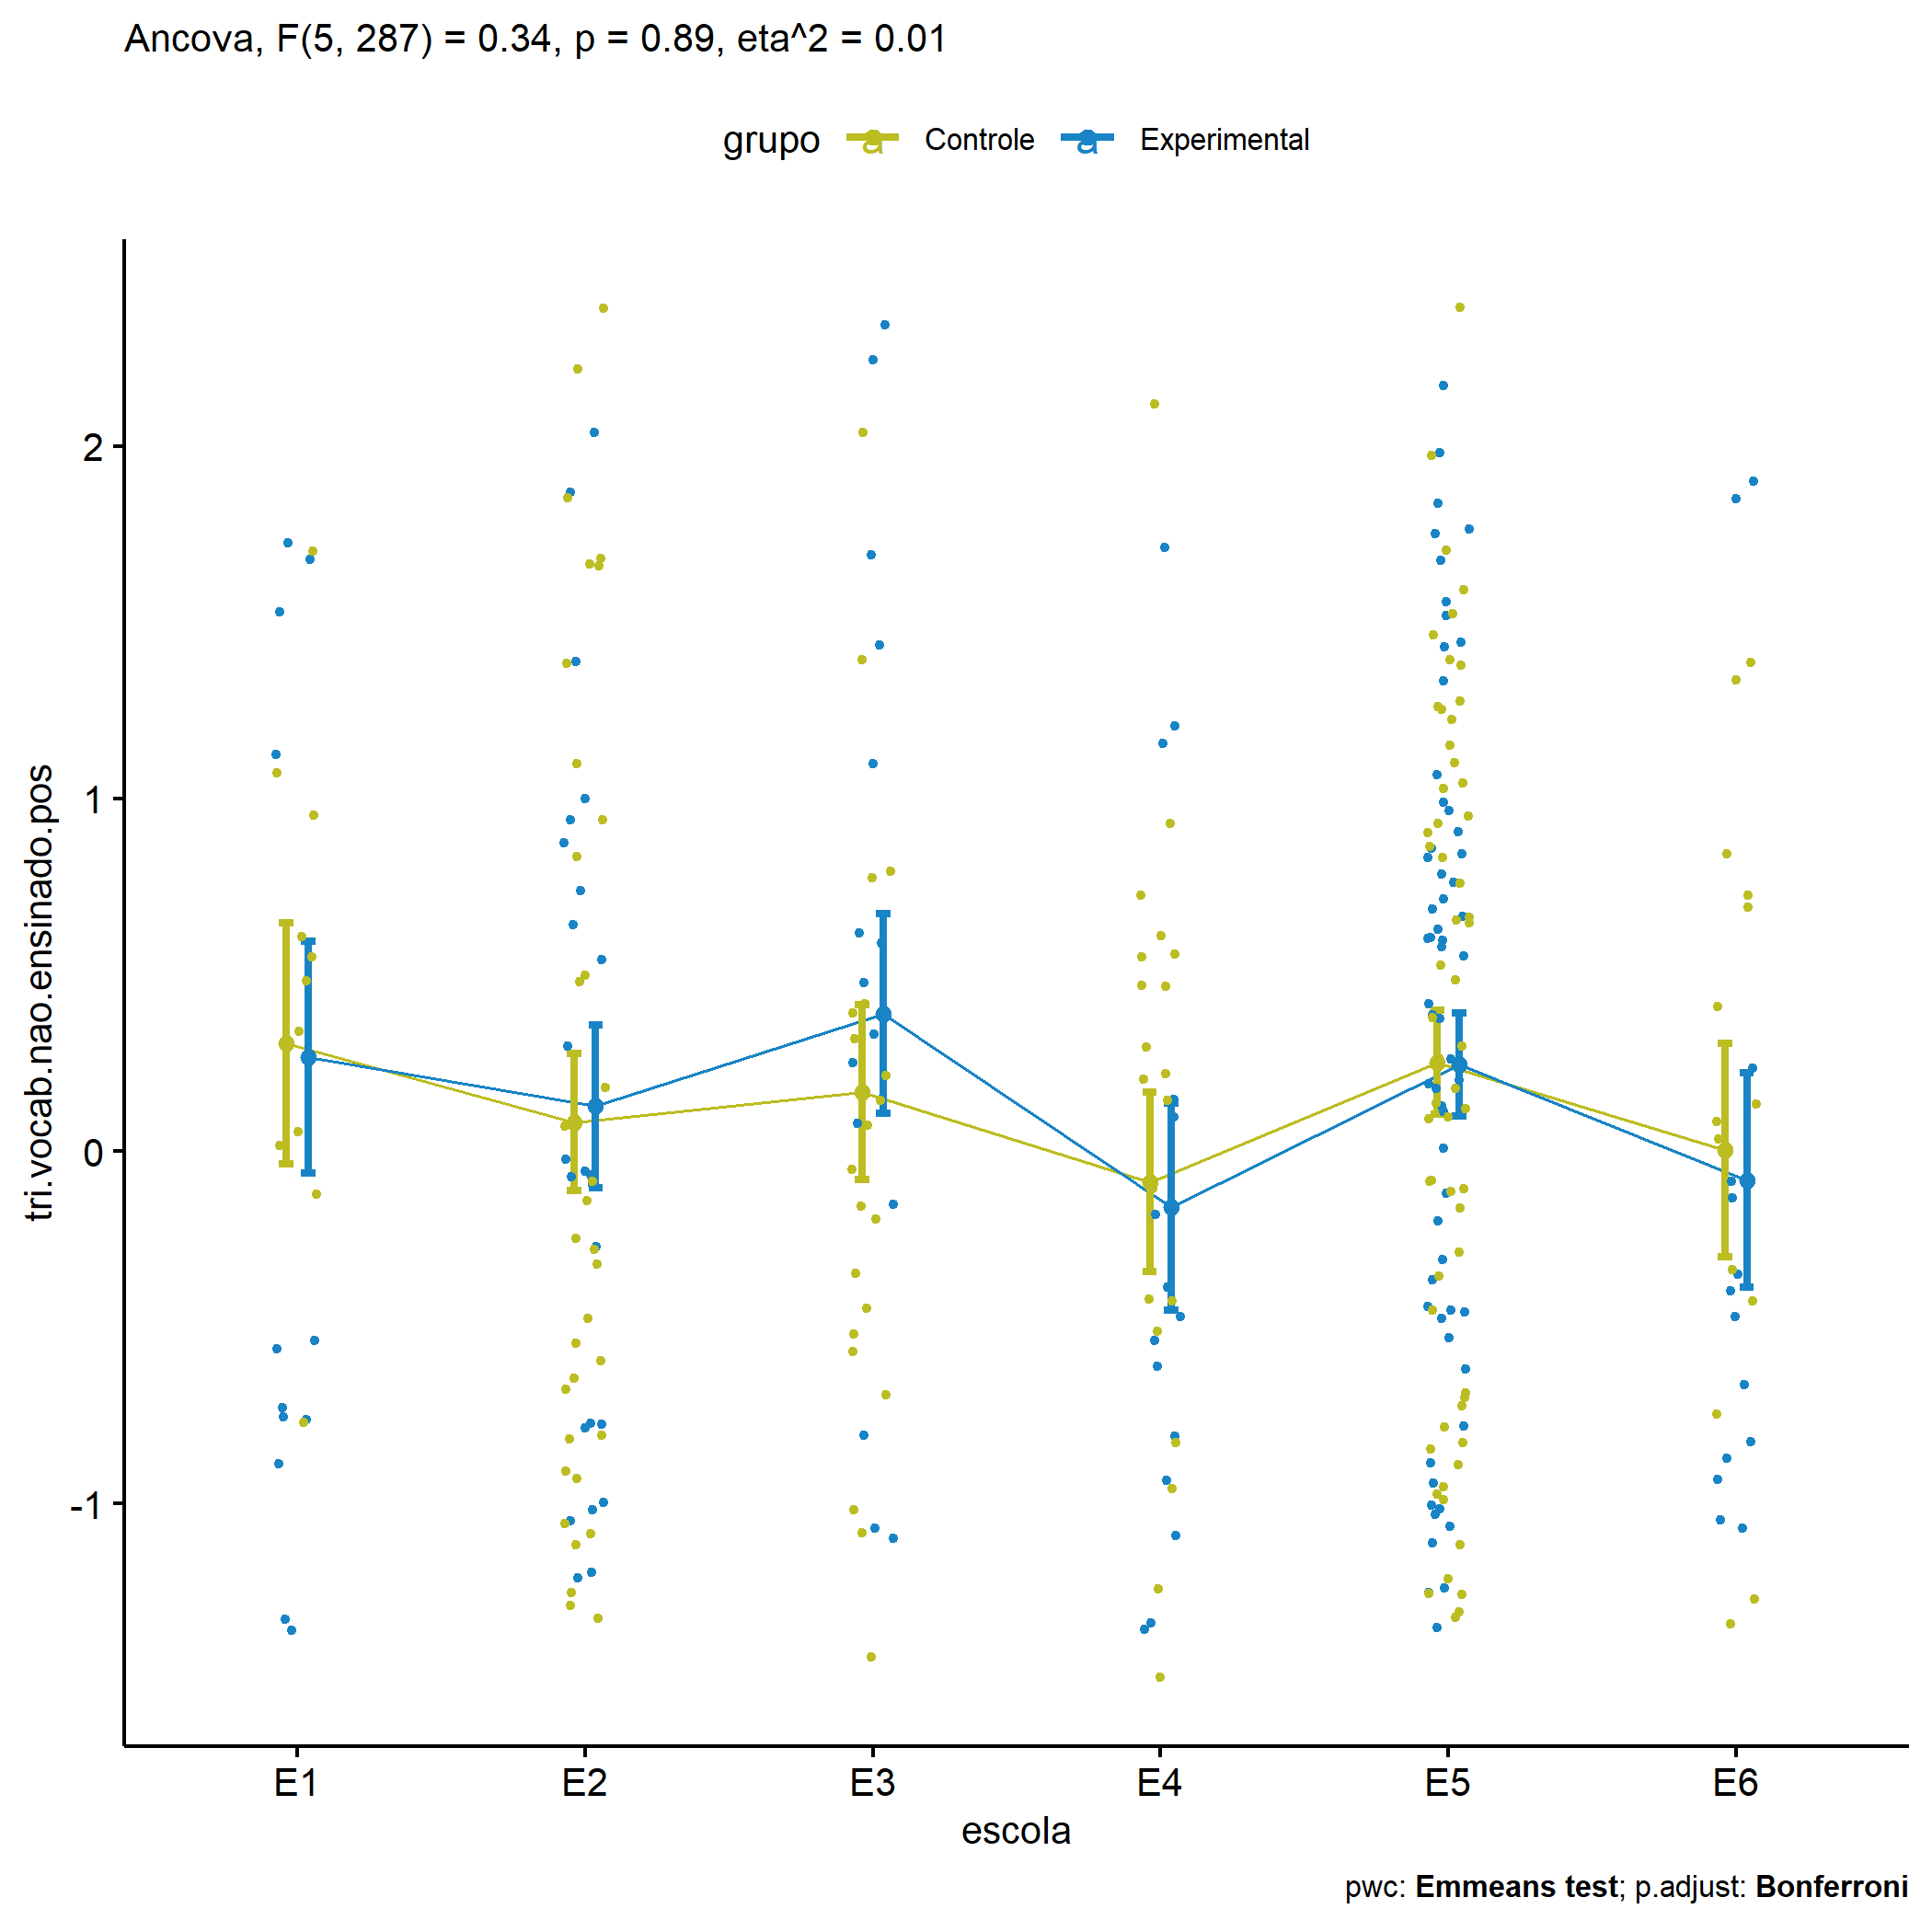 Ancova, F(5, 287) = 0.34, p = 0.89, eta^2 = 0.01
grupo a Controle a Experimental
tri.vocab.nao.ensinado.pos
2
1
0
-1
E1 E2 E3 E4 E5 E6
escola
pwc: Emmeans test; p.adjust: Bonferroni